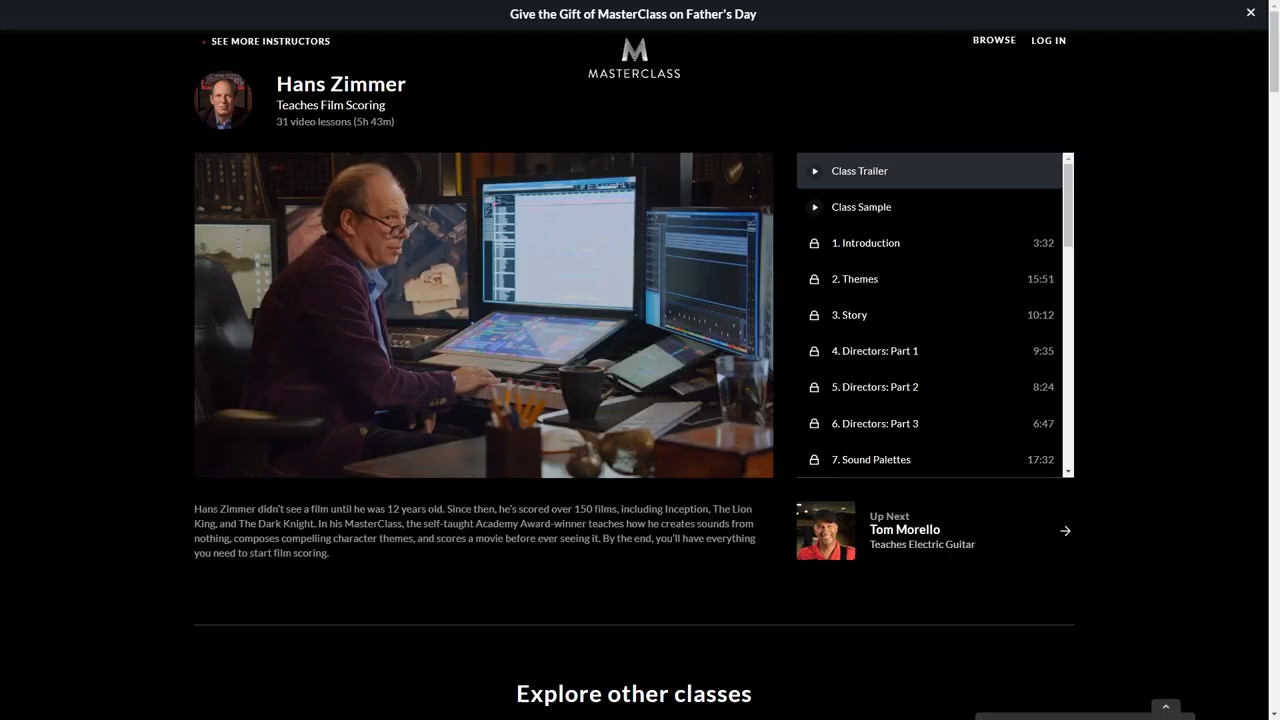 Give the Gift of MasterClass on Father's Day
< SEE MORE INSTRUCTORS
BROWSE
LOG IN
M
MASTERCLASS
Hans Zimmer
Teaches Film Scoring
31 video lessons (5h 43m)
Class Trailer
Class Sample
1. Introduction 3:32
2. Themes 15:51
3. Story 10:12
4. Directors: Part 1 9:35
5. Directors: Part 2 8:24
6. Directors: Part 3 6:47
7. Sound Palettes 17:32
Hans Zimmer didn't see a film until he was 12 years old. Since then, he's scored over 150 films, including Inception, The Lion
King, and The Dark Knight. In his MasterClass, the self-taught Academy Award-winner teaches how he creates sounds from
nothing, composes compelling character themes, and scores a movie before ever seeing it. By the end, you'll have everything
you need to start film scoring.
Up Next
Tom Morello
Teaches Electric Guitar
Explore other classes